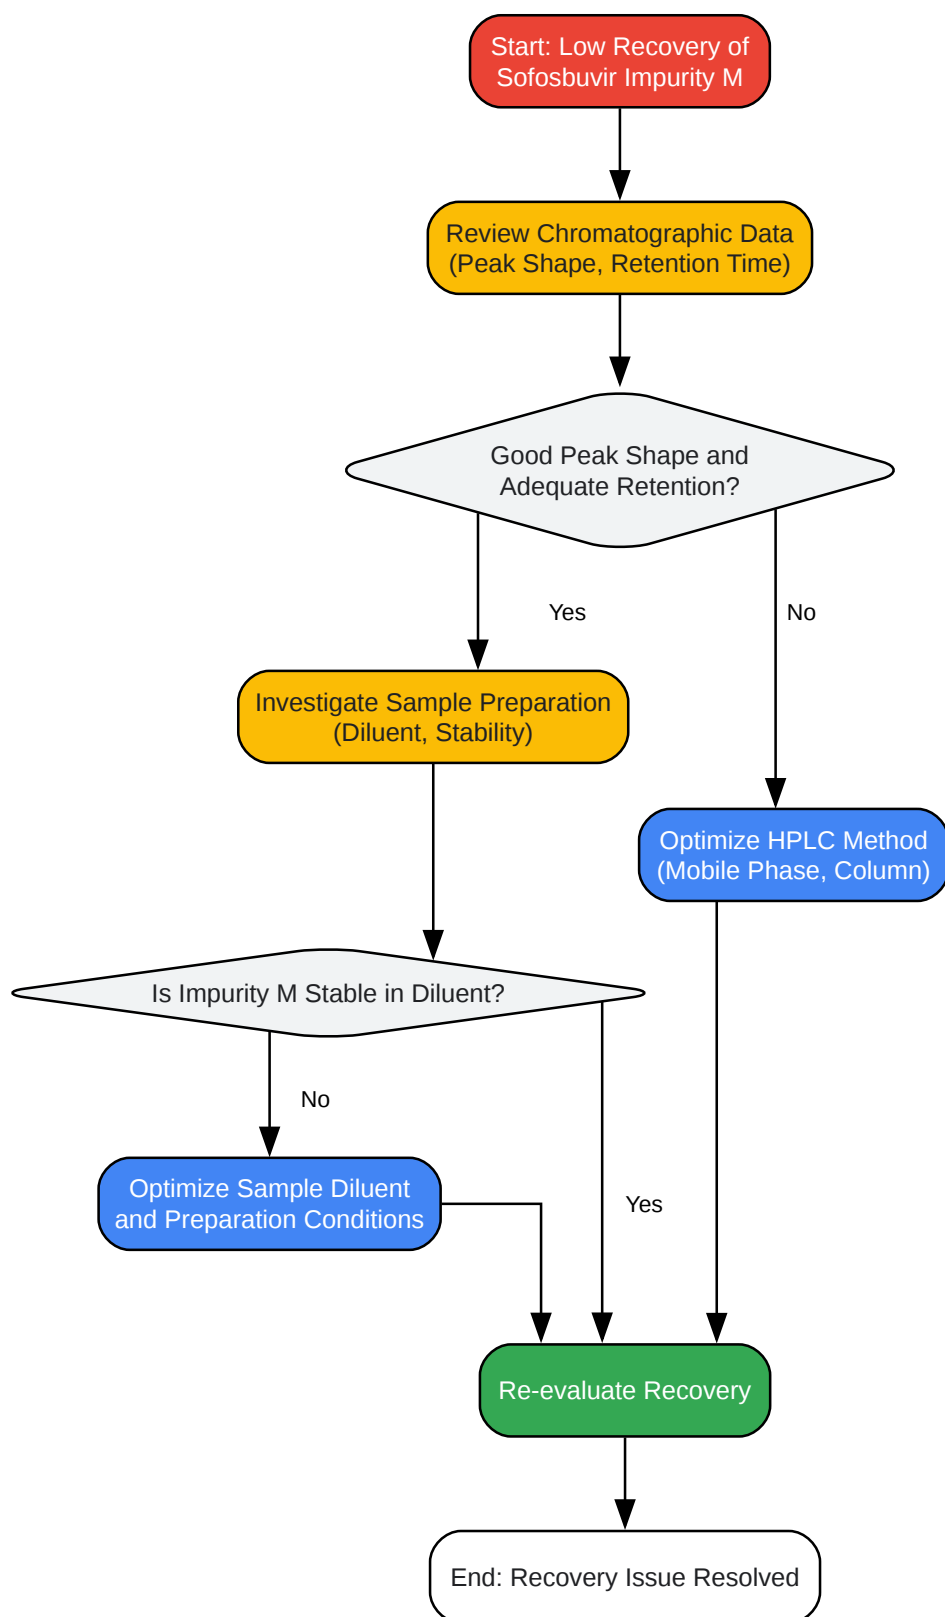 Start: Low Recovery of
Sofosbuvir Impurity M
Review Chromatographic Data
(Peak Shape, Retention Time)
Good Peak Shape and
Adequate Retention?
Yes
No
Investigate Sample Preparation
(Diluent, Stability)
Optimize HPLC Method
(Mobile Phase, Column)
Is Impurity M Stable in Diluent?
No
Yes
Optimize Sample Diluent
and Preparation Conditions
Re-evaluate Recovery
End: Recovery Issue Resolved